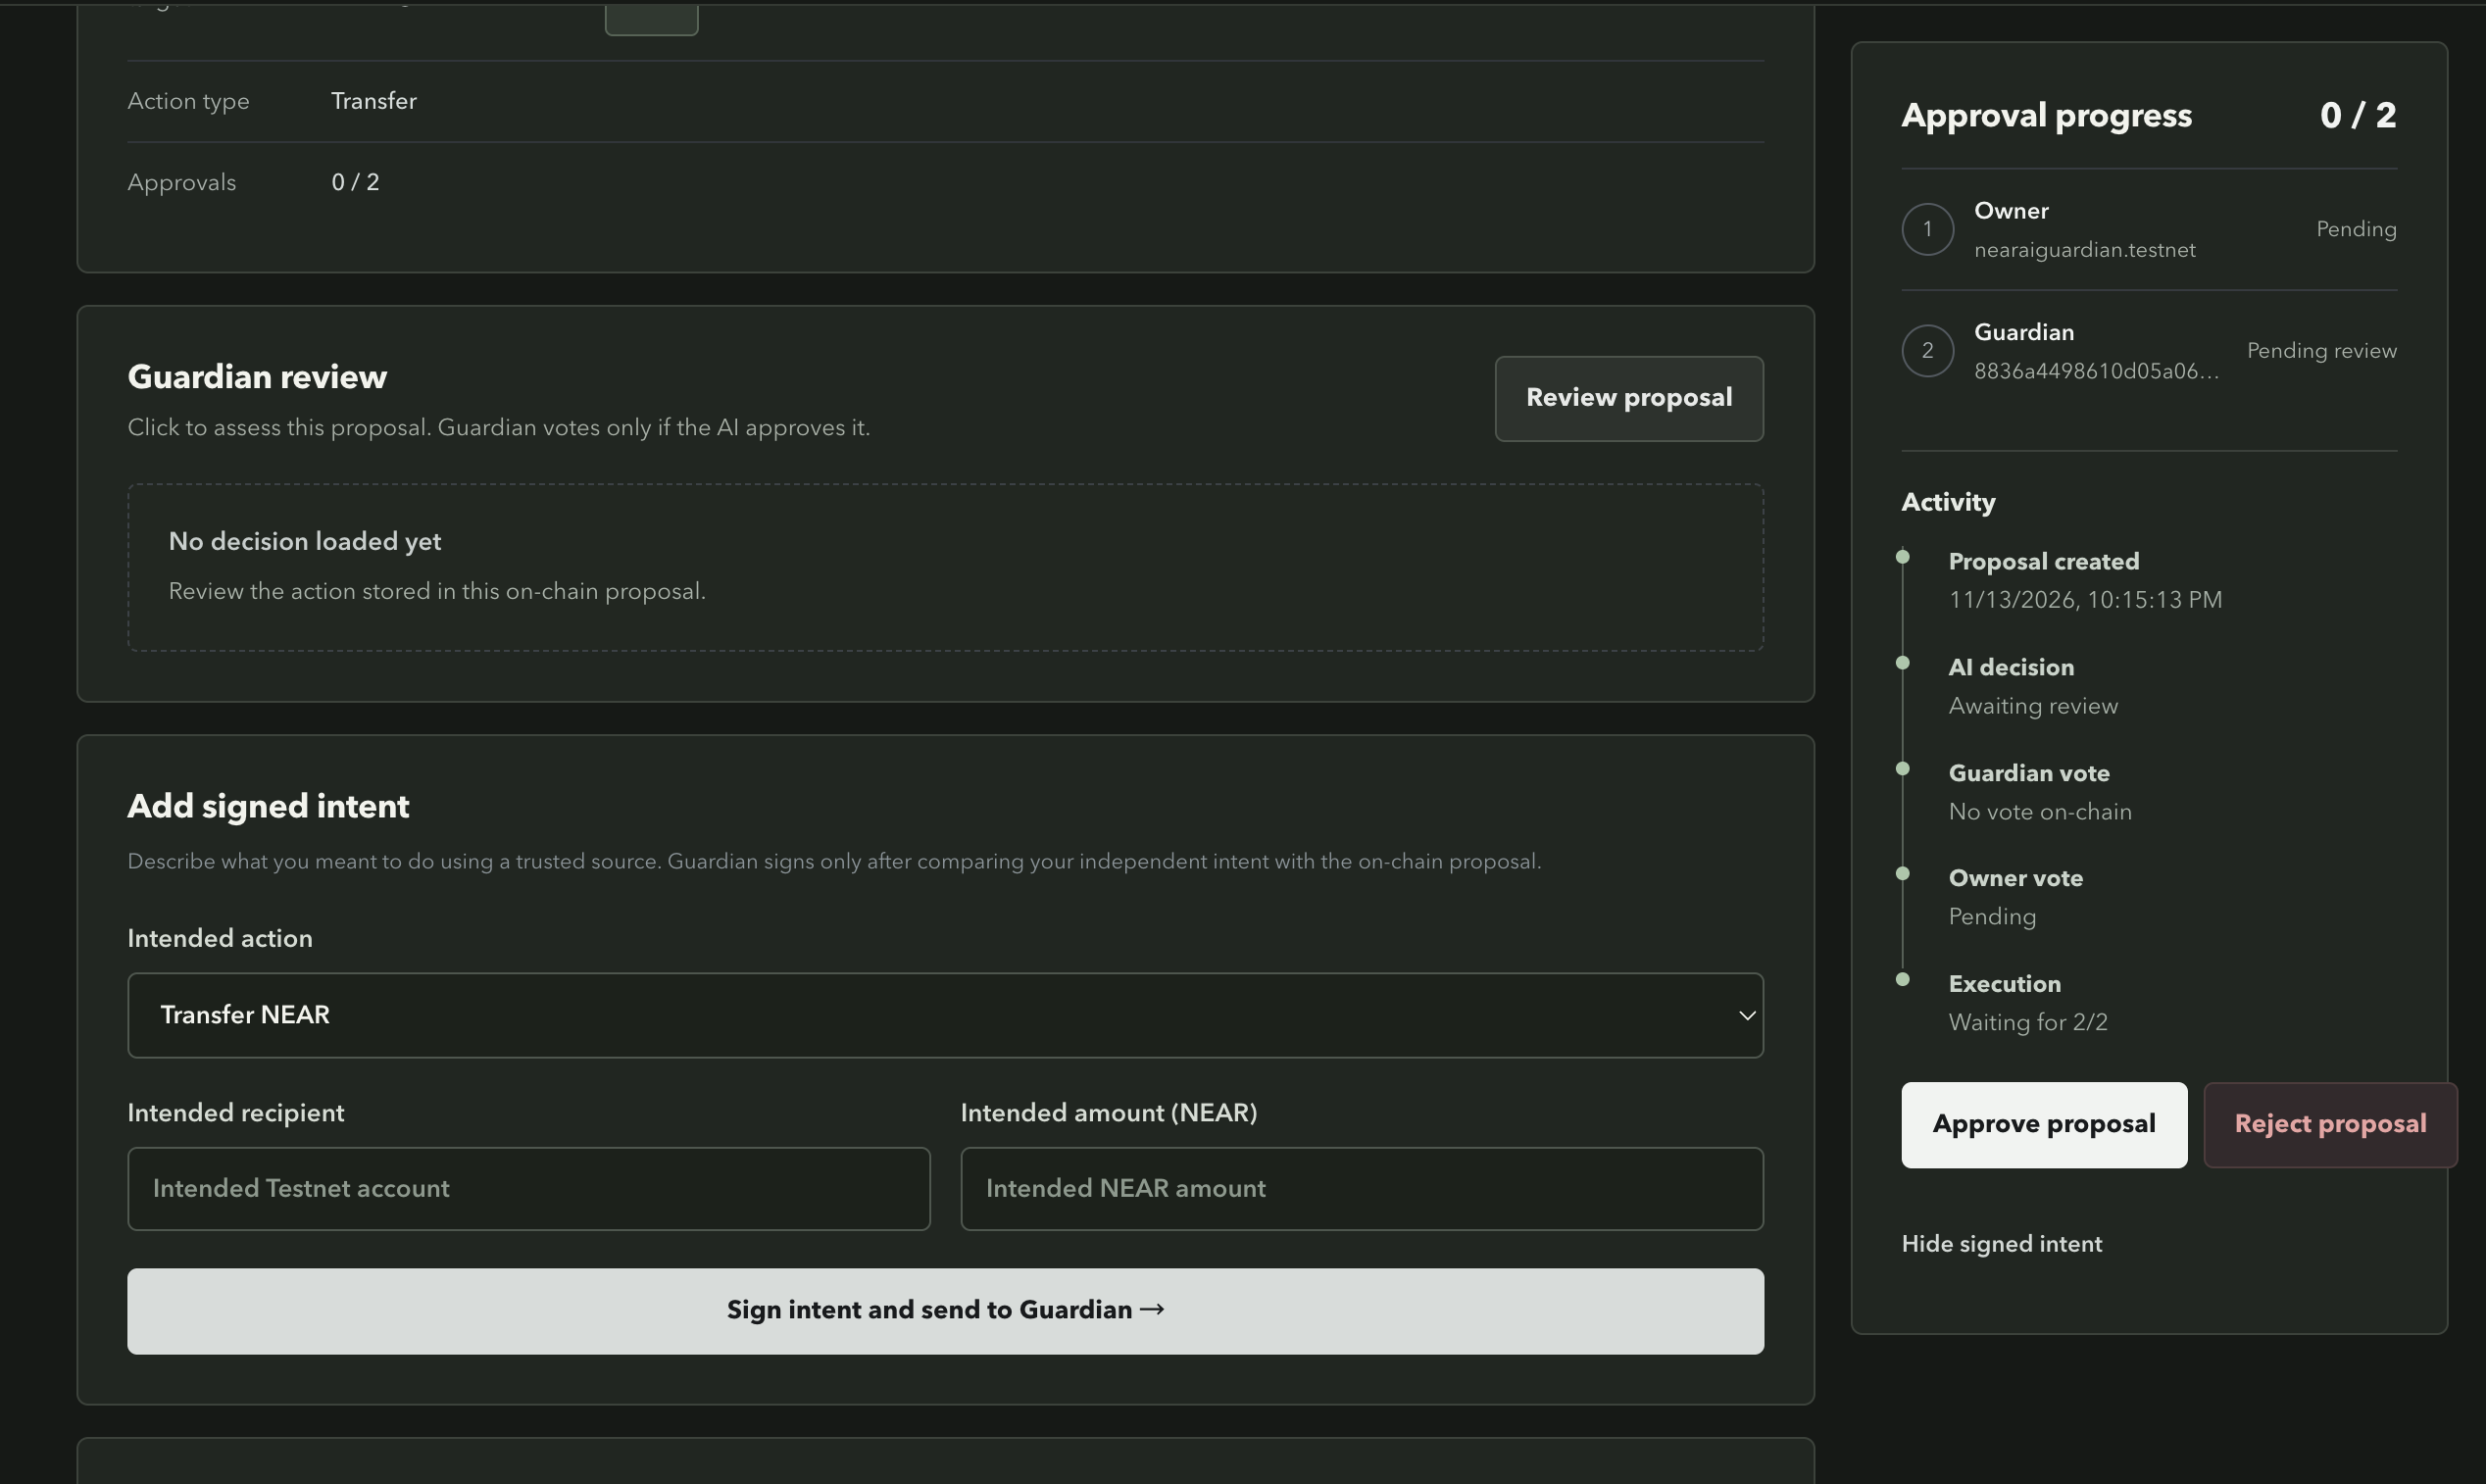 Action type Transfer
Approvals 0 / 2
Guardian review
Click to assess this proposal. Guardian votes only if the AI approves it.
Review proposal
No decision loaded yet
Review the action stored in this on-chain proposal.
Add signed intent
Describe what you meant to do using a trusted source. Guardian signs only after comparing your independent intent with the on-chain proposal.
Intended action
Transfer NEAR
Intended recipient
Intended Testnet account
Intended amount (NEAR)
Intended NEAR amount
Sign intent and send to Guardian →
Approval progress 0 / 2
1
Owner
nearaiguardian.testnet
Pending
2
Guardian
8836a4498610d05a06...
Pending review
Activity
Proposal created
11/13/2026, 10:15:13 PM
AI decision
Awaiting review
Guardian vote
No vote on-chain
Owner vote
Pending
Execution
Waiting for 2/2
Approve proposal
Reject proposal
Hide signed intent